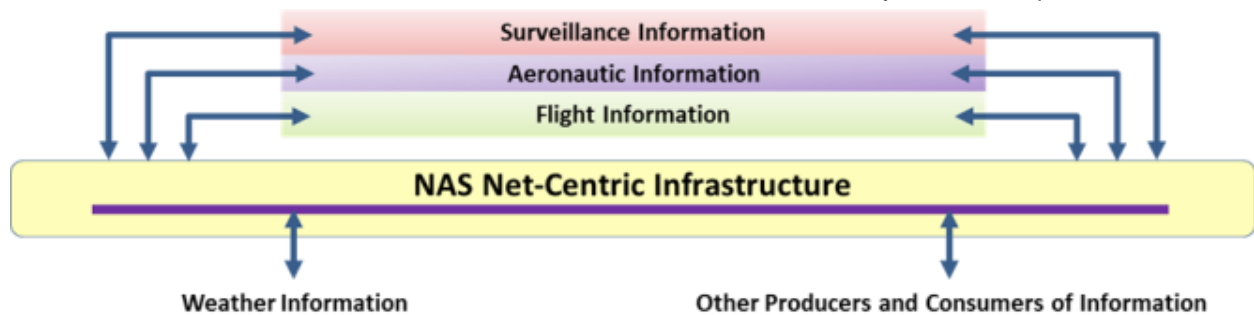 Surveillance Information
Aeronautic Information
Flight Information
NAS Net-Centric Infrastructure
Weather Information
Other Producers and Consumers of Information